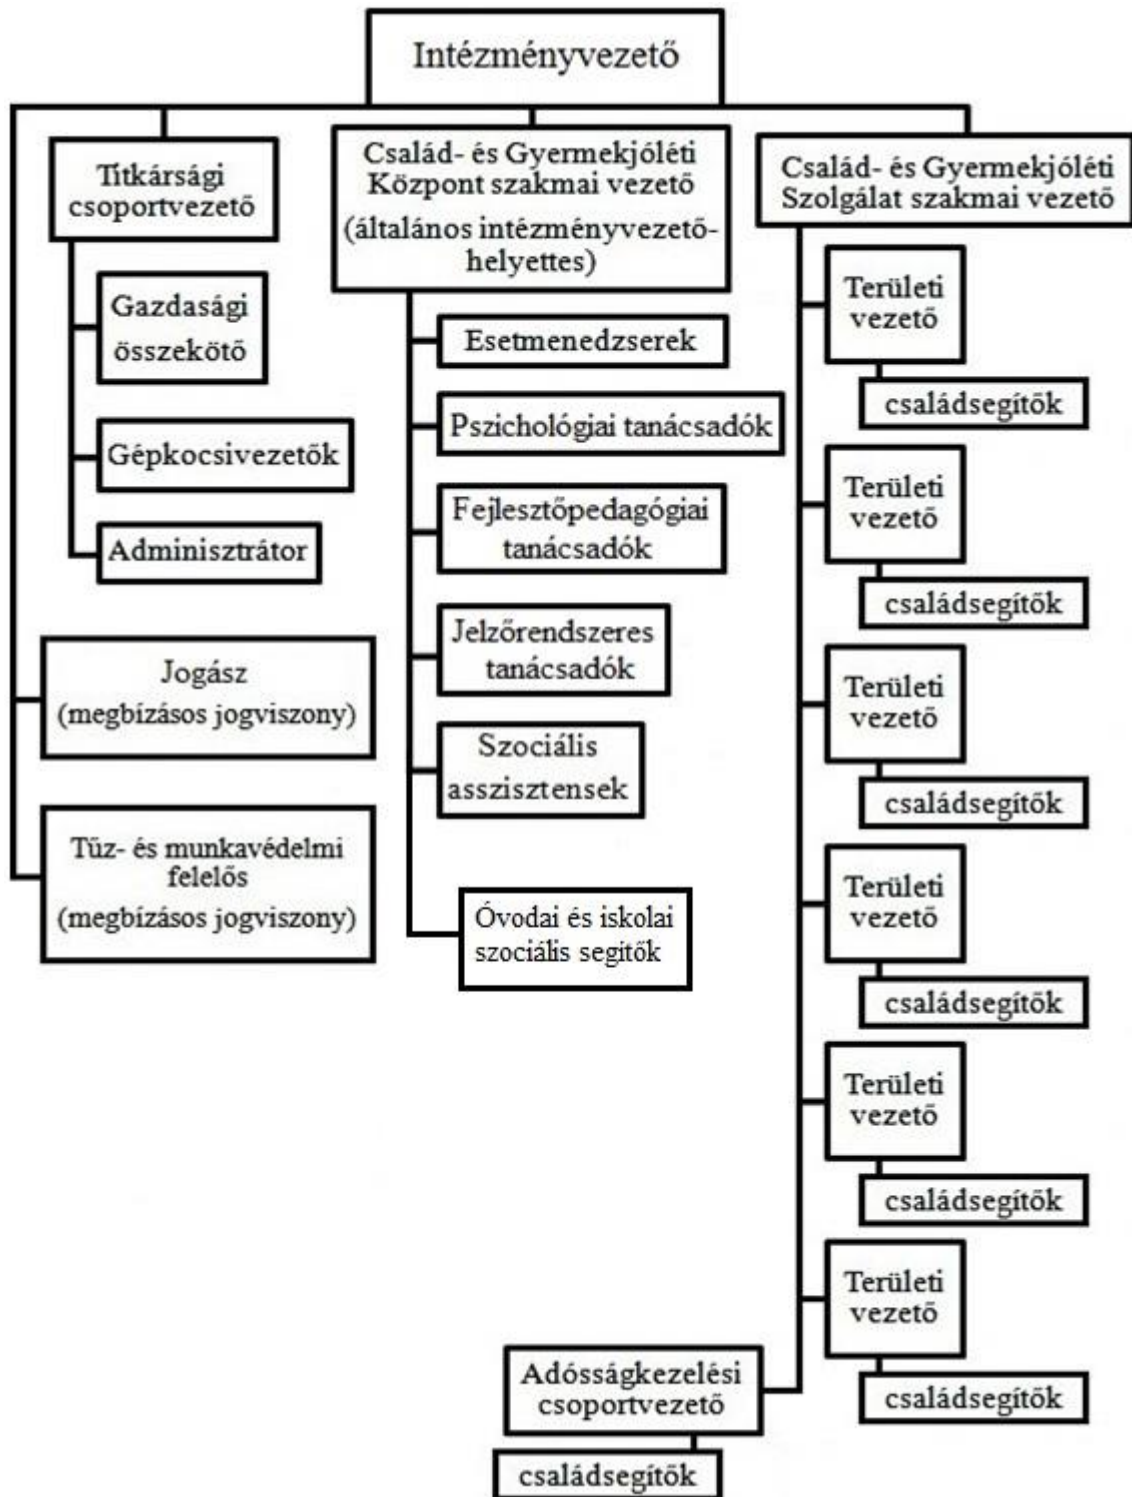 Intézményvezető
Titkársági
csoportvezető
Gazdasági
összekötő
Gépkocsivezetők
Adminisztrátor
Jogász
(megbízásos jogviszony)
Tűz- és munkavédelmi
felelős
(megbízásos jogviszony)
Család- és Gyermekjóléti
Központ szakmai vezető
(általános intézményvezető-
helyettes)
Esetmenedzserek
Pszichológiai tanácsadók
Fejlesztőpedagógiai
tanácsadók
Jelzőrendszeres
tanácsadók
Szociális
asszisztensek
Óvodai és iskolai
szociális segítők
Család- és Gyermekjóléti
Szolgálat szakmai vezető
Területi
vezető
családsegítők
Területi
vezető
családsegítők
Területi
vezető
családsegítők
Területi
vezető
családsegítők
Területi
vezető
családsegítők
Területi
vezető
családsegítők
Adósságkezelési
csoportvezető
családsegítők